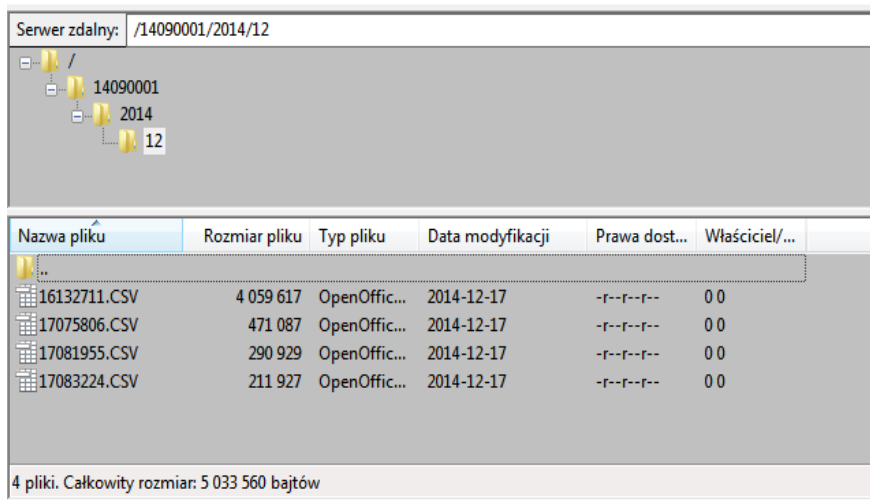 Serwer zdalny: /14090001/2014/12
/
14090001
2014
12
Nazwa pliku Rozmiar pliku Typ pliku Data modyfikacji Prawa dost... Właściciel/...
..
16132711.CSV 4 059 617 OpenOffic... 2014-12-17 -r--r--r-- 0 0
17075806.CSV 471 087 OpenOffic... 2014-12-17 -r--r--r-- 0 0
17081955.CSV 290 929 OpenOffic... 2014-12-17 -r--r--r-- 0 0
17083224.CSV 211 927 OpenOffic... 2014-12-17 -r--r--r-- 0 0
4 pliki. Całkowity rozmiar: 5 033 560 bajtów